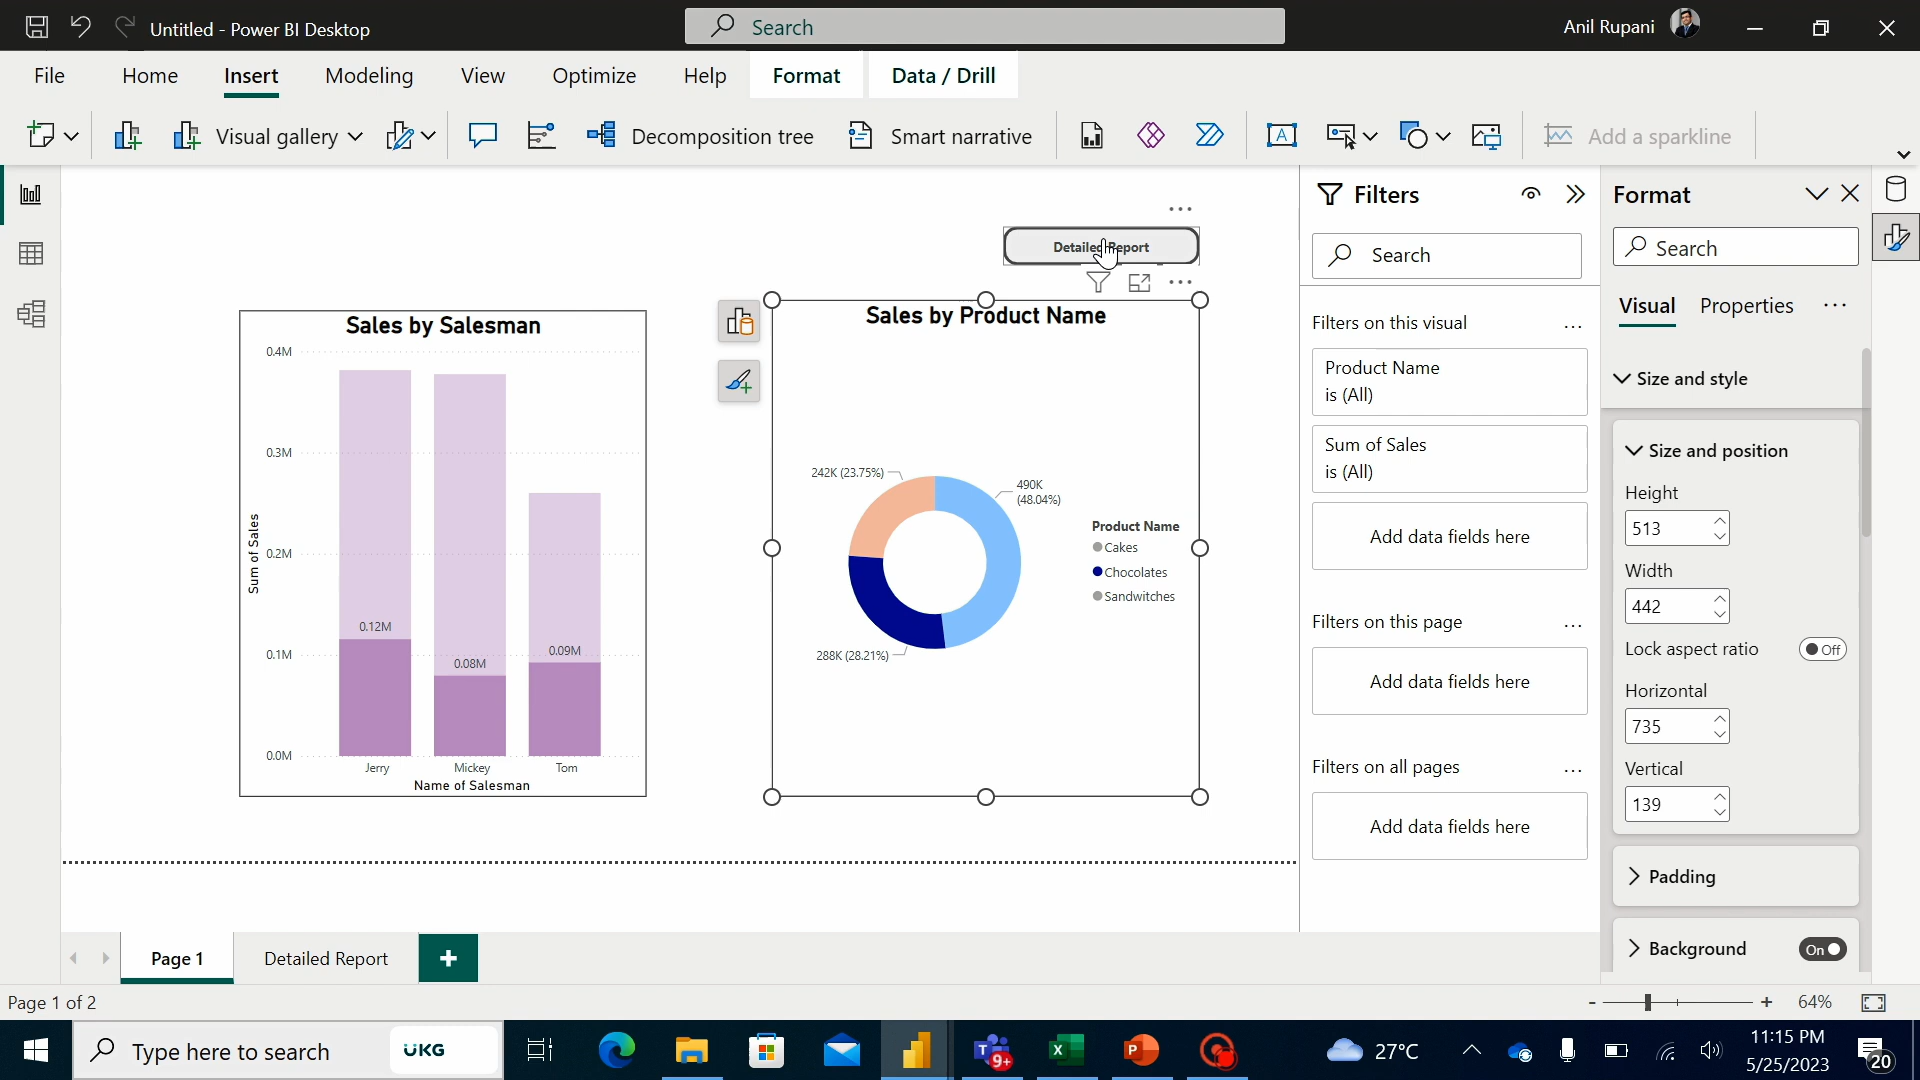 Untitled - Power BI Desktop
Search
Anil Rupani
File
Home
Insert
Modeling
View
Optimize
Help
Format
Data / Drill
Visual gallery
Decomposition tree
Smart narrative
Add a sparkline
Detailed Report
Sales by Salesman
0.4M
0.3M
0.2M
0.1M
0.0M
Sum of Sales
0.12M
0.08M
0.09M
Jerry
Mickey
Tom
Name of Salesman
Sales by Product Name
242K (23.75%)
490K
(48.04%)
288K (28.21%)
Product Name
Cakes
Chocolates
Sandwitches
Filters
Search
Filters on this visual
Product Name
is (All)
Sum of Sales
is (All)
Add data fields here
Filters on this page
Add data fields here
Filters on all pages
Add data fields here
Format
Search
Visual
Properties
Size and style
Size and position
Height
513
Width
442
Lock aspect ratio
Off
Horizontal
735
Vertical
139
Padding
Background
On
Page 1
Detailed Report
Page 1 of 2
64%
Type here to search
UKG
9+
27°C
11:15 PM
5/25/2023
20